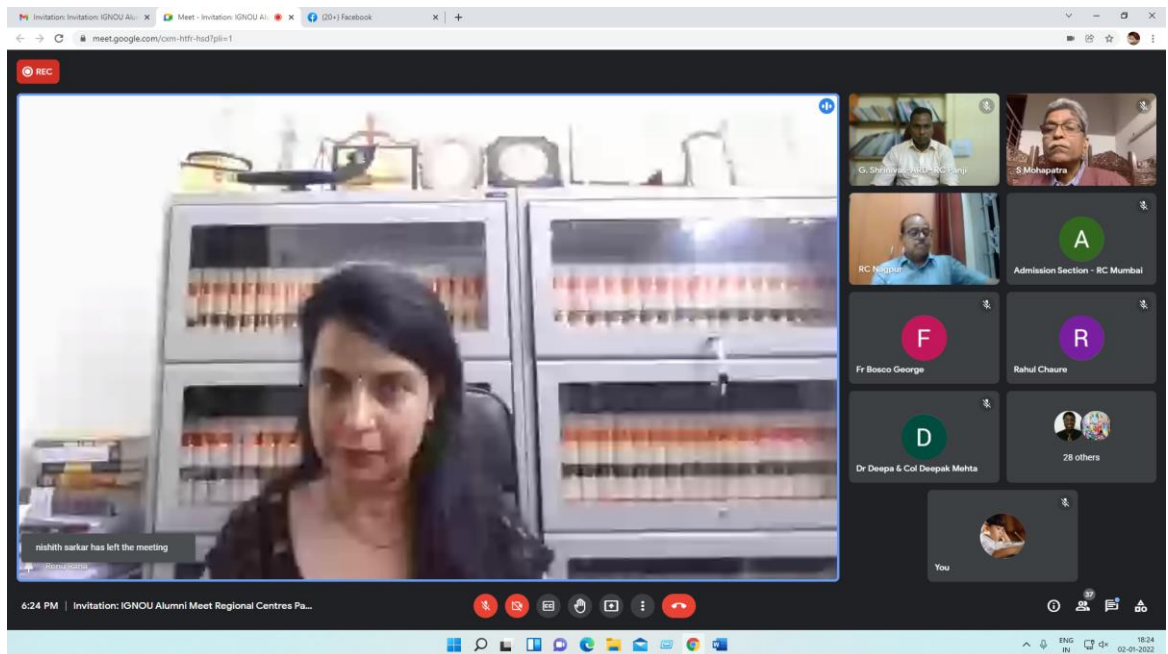 Invitation: Invitation: IGNOU Alu
Meet - Invitation: IGNOU Al
(20+) Facebook
meet.google.com/cxm-htfr-hsd?pli=1
REC
G. Shrinivas-ARD-RC
S Mohapatra
RC Nagpur
A
Admission Section - RC Mumbai
F
Fr Bosco George
R
Rahul Chaure
D
Dr Deepa & Col Deepak Mehta
28 others
You
nishith sarkar has left the meeting
6:24 PM | Invitation: IGNOU Alumni Meet Regional Centres Pa...
37
ENG
IN
18:24
02-01-2022